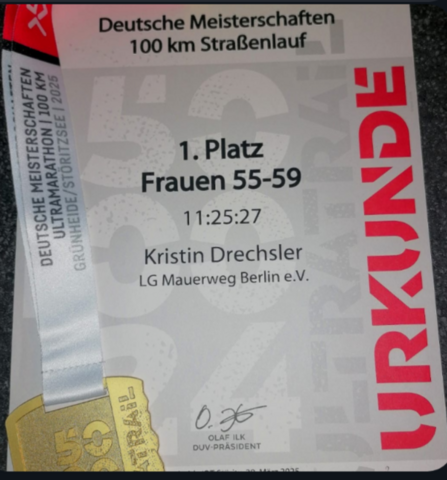 Deutsche Meisterschaften
100 km Straßenlauf
1. Platz
Frauen 55-59
11:25:27
Kristin Drechsler
LG Mauerweg Berlin e.V.
OLAF ILK
DUV-PRÄSIDENT
URKUNDE
DEUTSCHE MEISTERSCHAFTEN
ULTRAMARATHON | 100 KM
GRÜNHEIDE/STÖRITZSEE | 2025